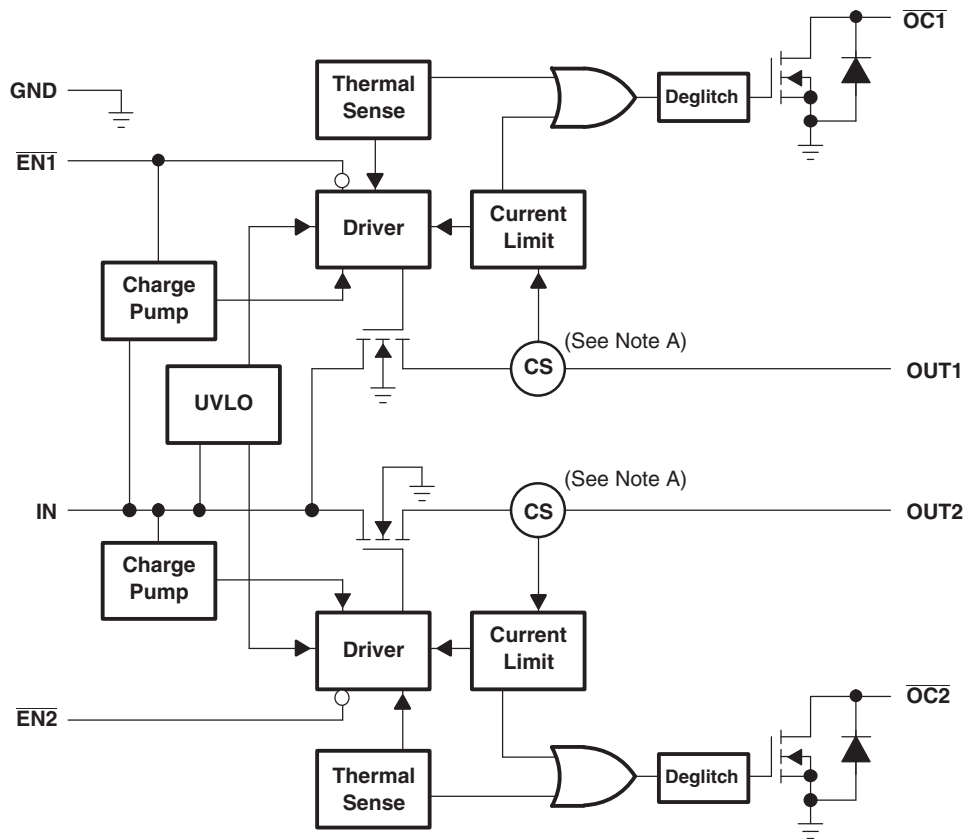 OC1
Thermal
Sense
Deglitch
GND
EN1
Driver
Current
Limit
Charge
Pump
(See Note A)
CS
OUT1
UVLO
(See Note A)
IN
CS
OUT2
Charge
Pump
Driver
Current
Limit
EN2
OC2
Thermal
Sense
Deglitch